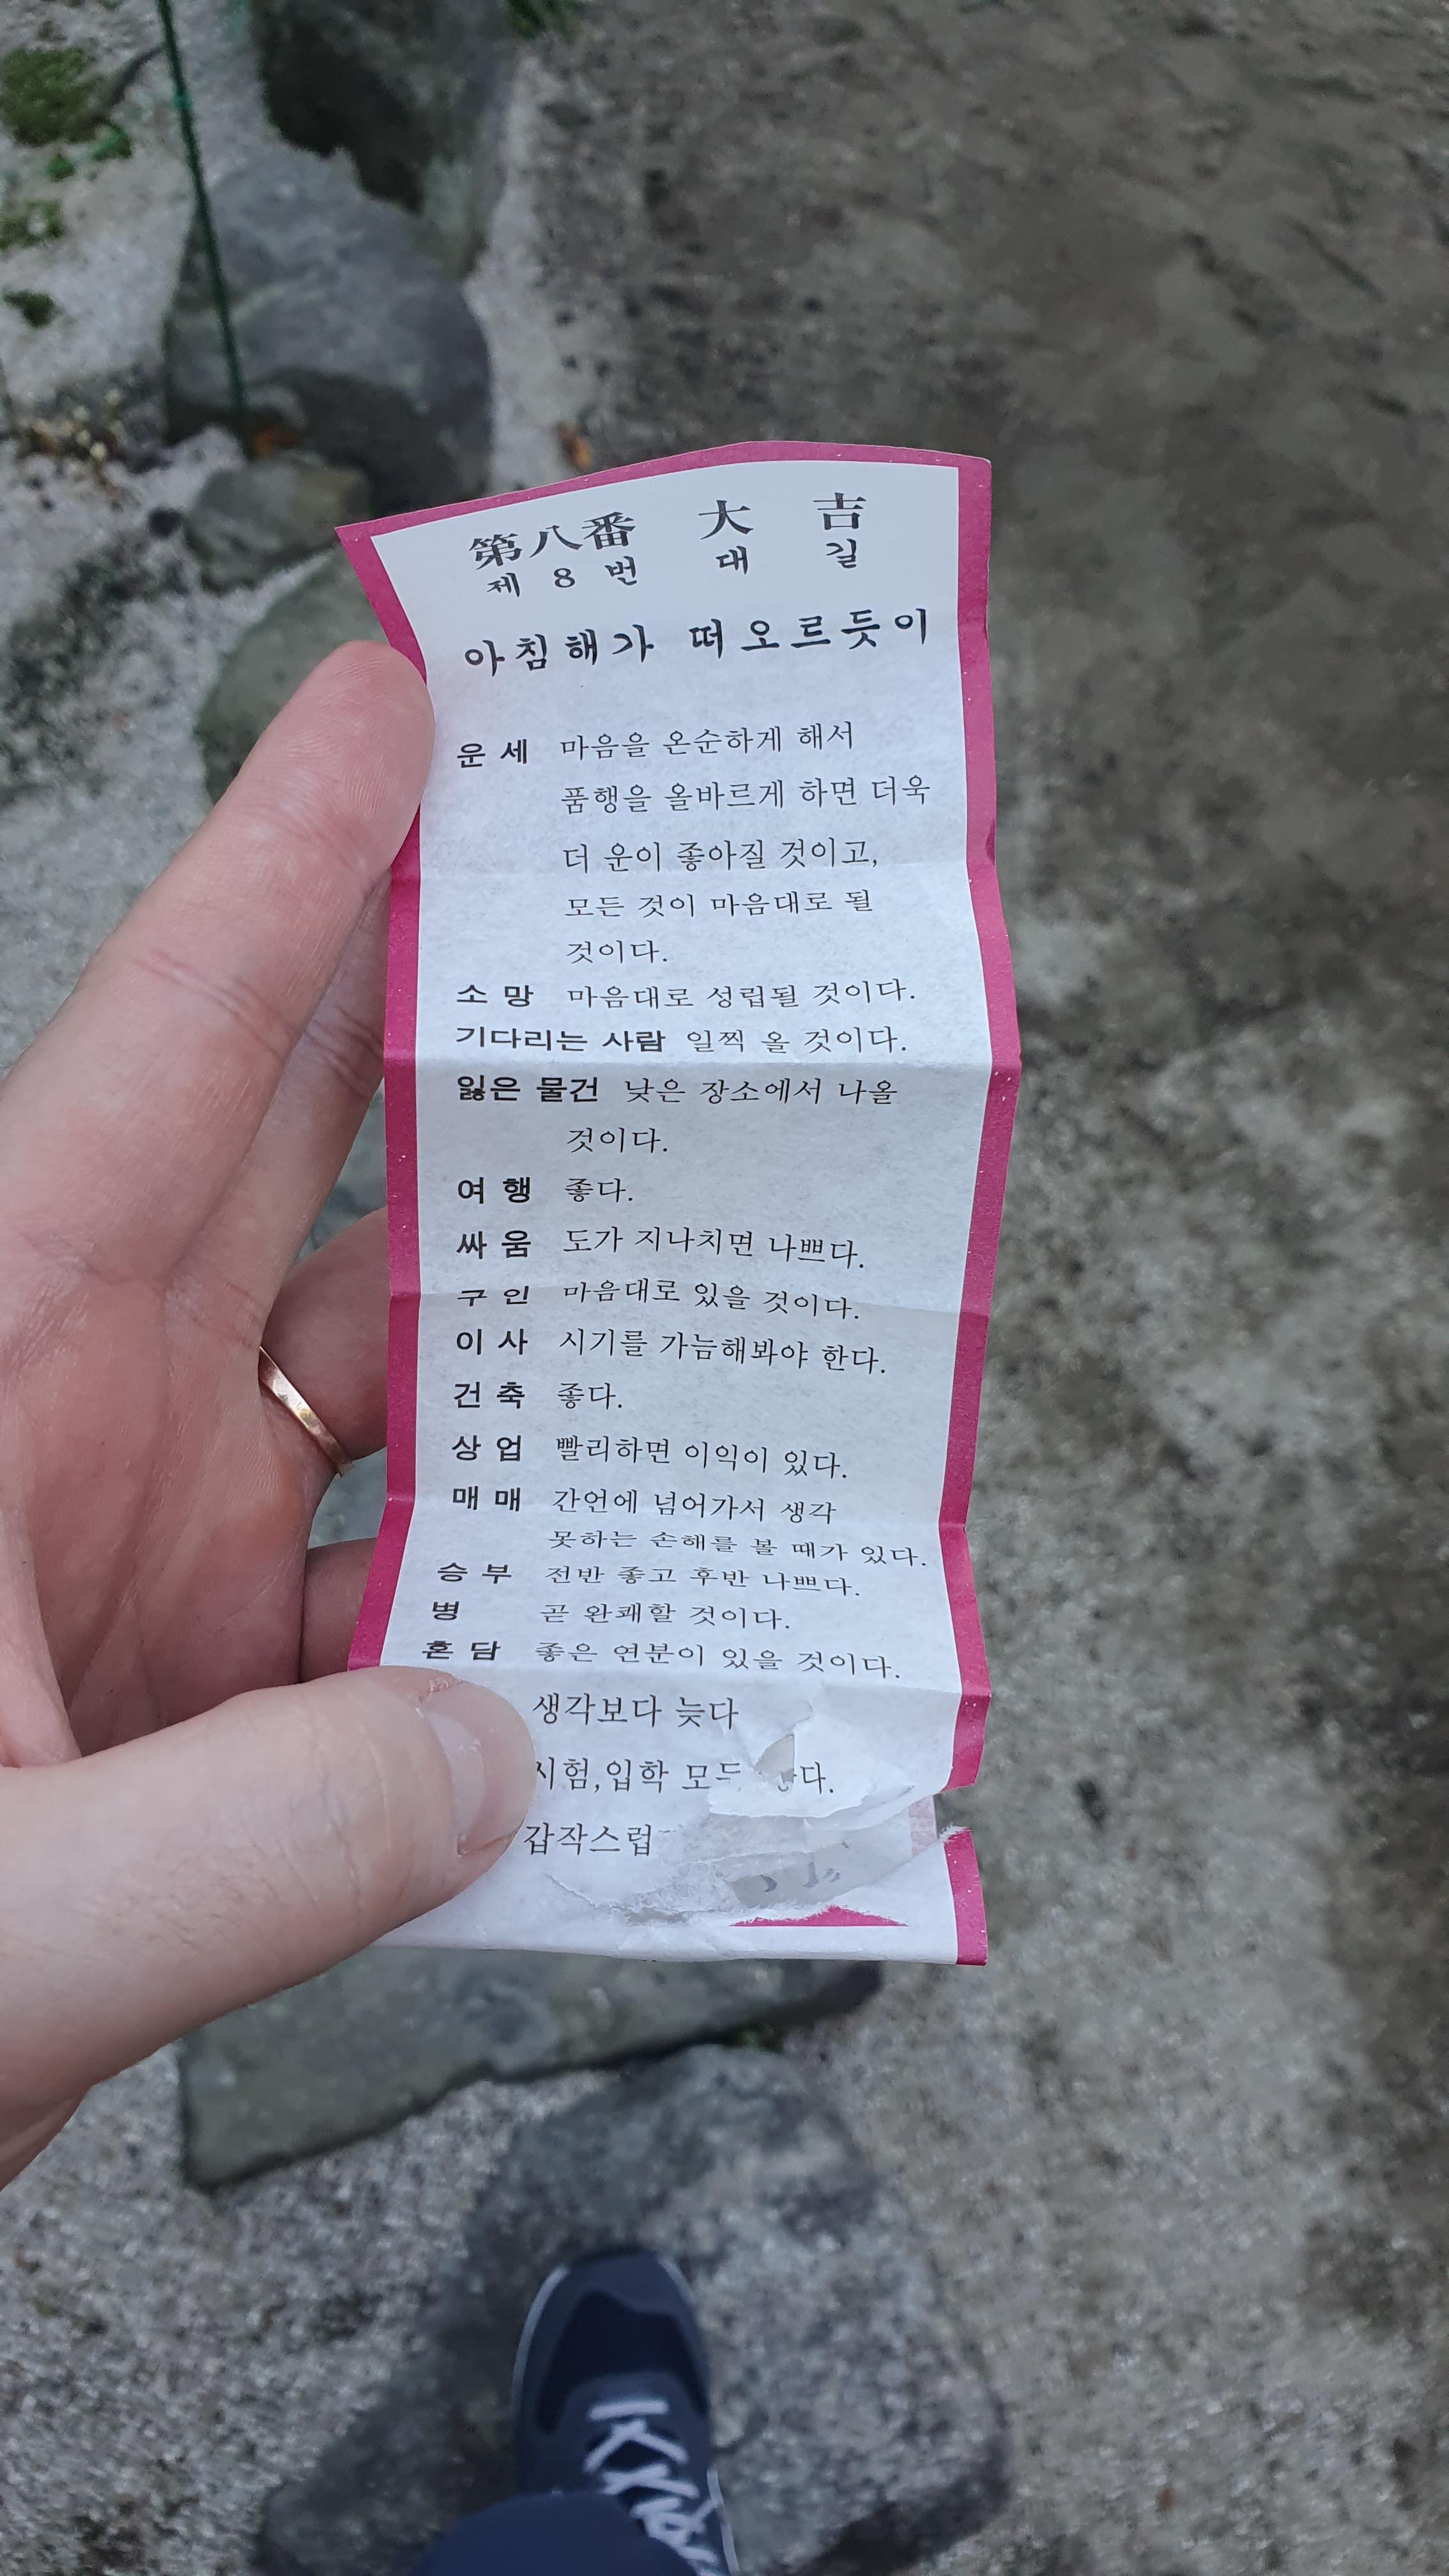 第八番 大 吉
제 8 번 대 길
아침해가 떠오르듯이
운 세 마음을 온순하게 해서
품행을 올바르게 하면 더욱
더 운이 좋아질 것이고,
모든 것이 마음대로 될
것이다.
소 망 마음대로 성립될 것이다.
기다리는 사람 일찍 올 것이다.
잃은 물건 낮은 장소에서 나올
것이다.
여 행 좋다.
싸 움 도가 지나치면 나쁘다.
구 인 마음대로 있을 것이다.
이 사 시기를 가늠해봐야 한다.
건 축 좋다.
상 업 빨리하면 이익이 있다.
매 매 간언에 넘어가서 생각
못하는 손해를 볼 때가 있다.
승 부 전반 좋고 후반 나쁘다.
병 곧 완쾌할 것이다.
혼 담 좋은 연분이 있을 것이다.
생각보다 늦다
시험,입학
갑작스럽